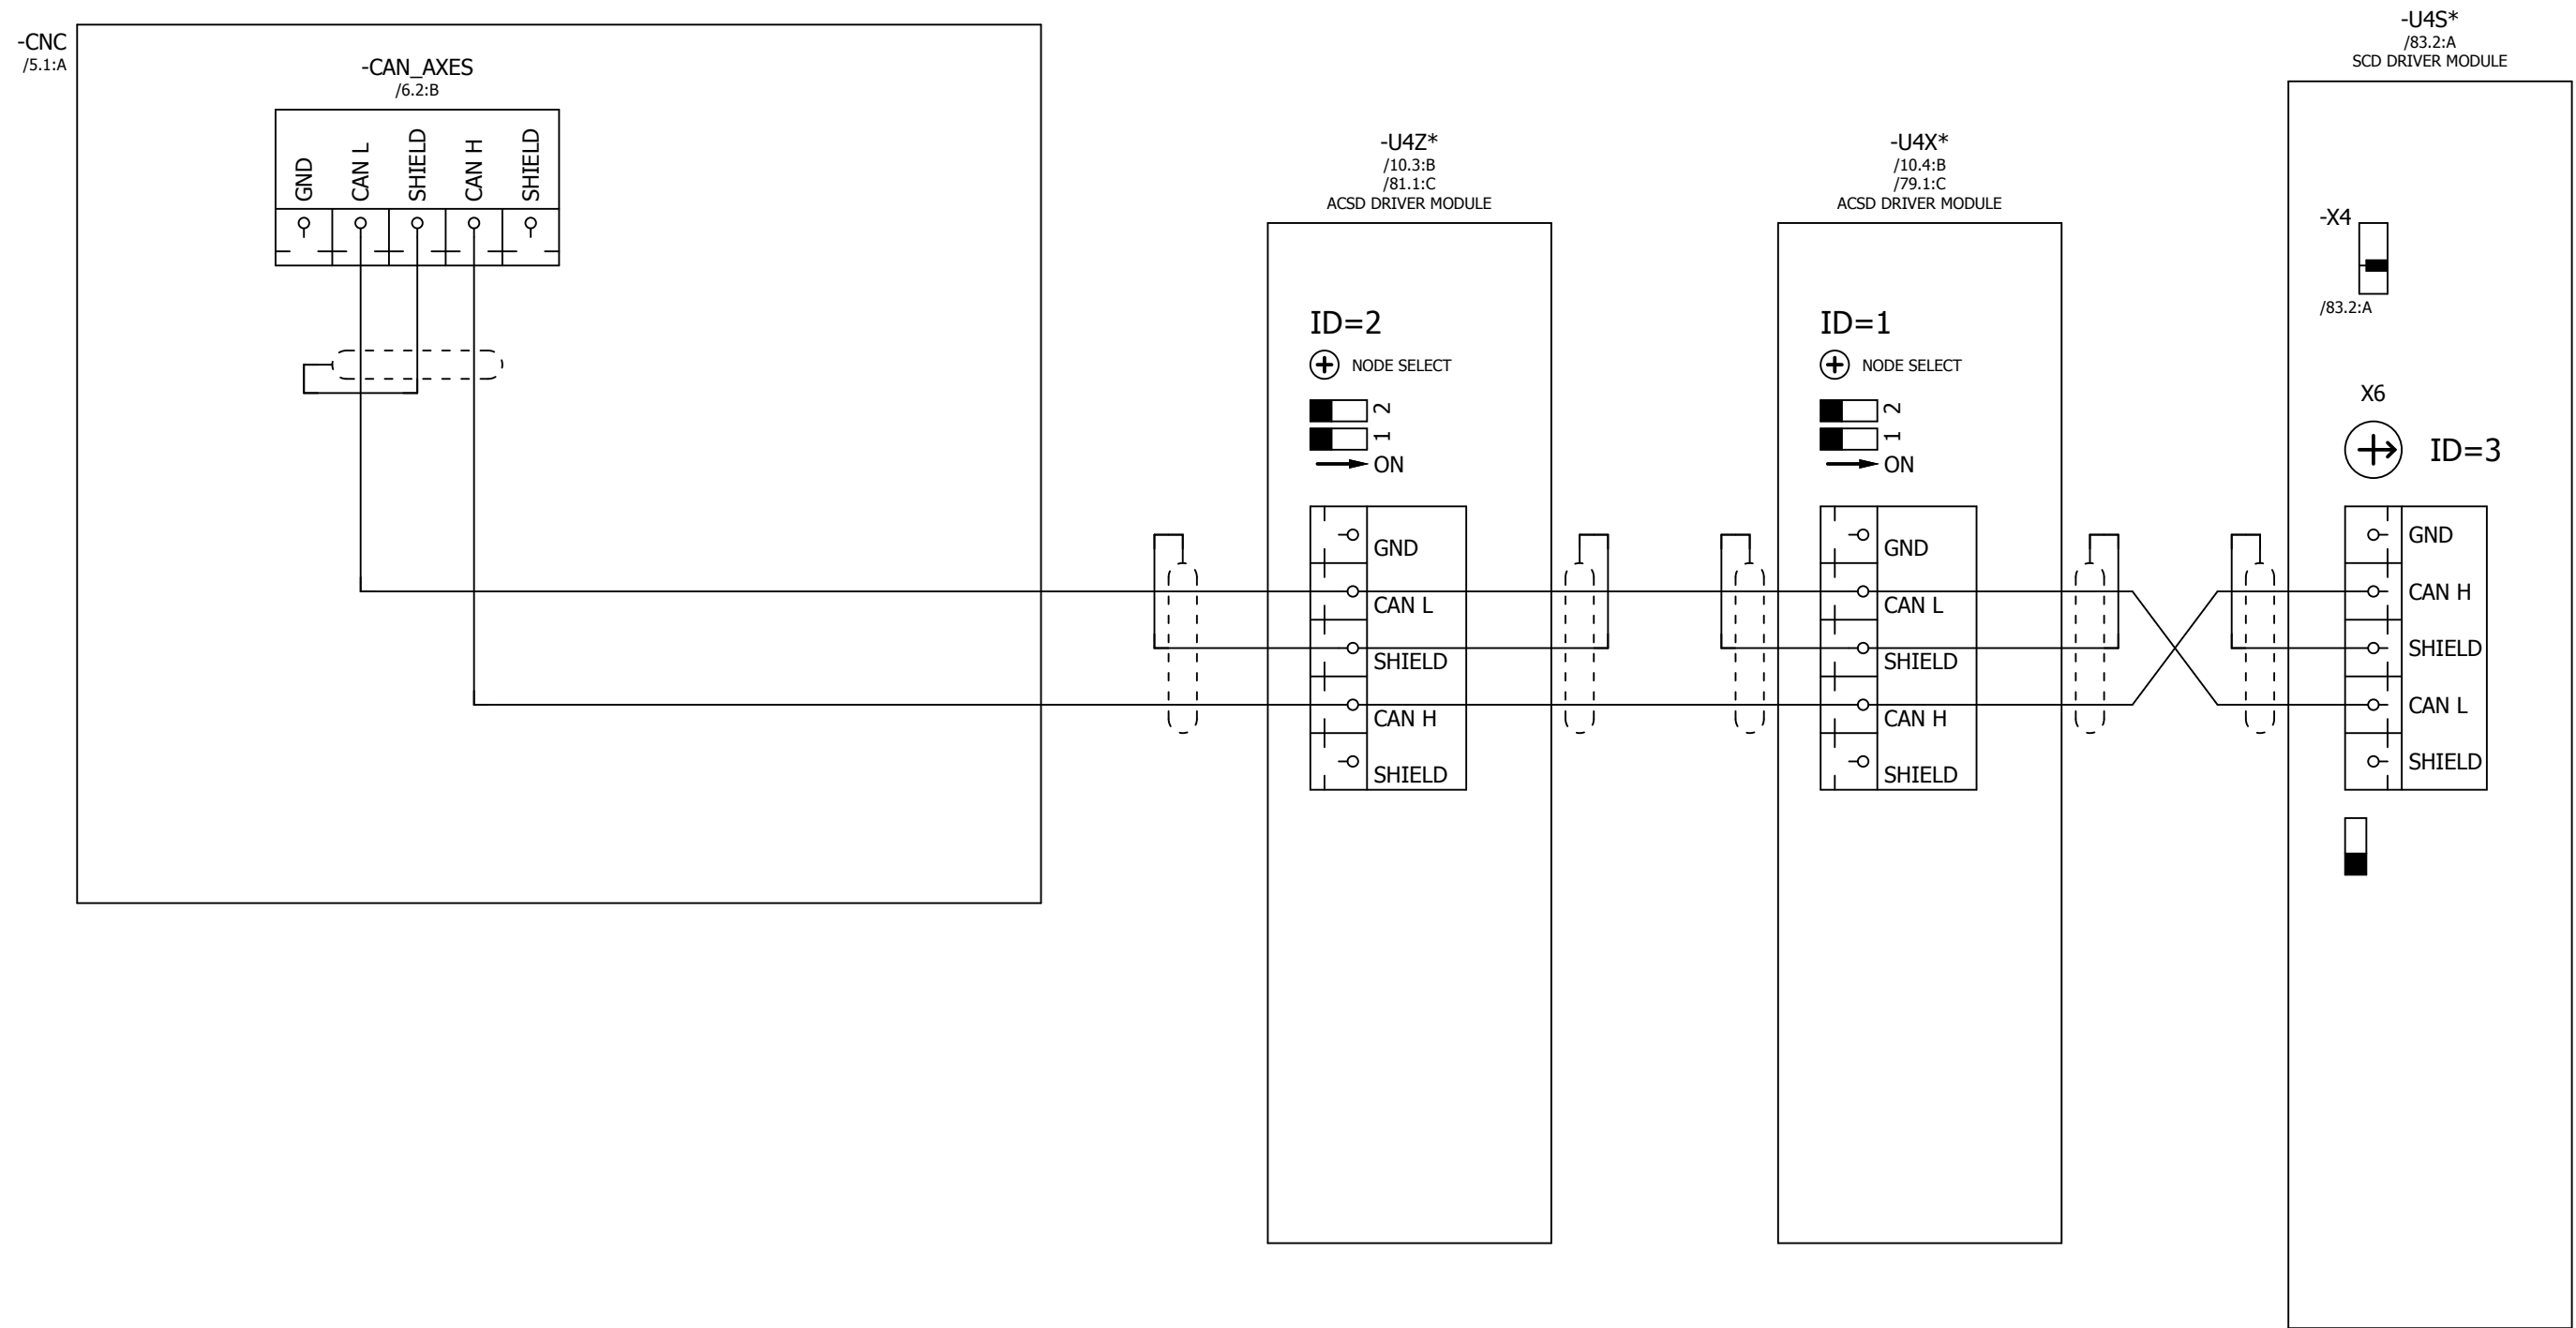 -CNC
/5.1:A
-CAN_AXES
/6.2:B
GND
CAN L
SHIELD
CAN H
SHIELD
-U4Z*
/10.3:B
/81.1:C
ACSD DRIVER MODULE
ID=2
NODE SELECT
2
1
ON
GND
CAN L
SHIELD
CAN H
SHIELD
-U4X*
/10.4:B
/79.1:C
ACSD DRIVER MODULE
ID=1
NODE SELECT
2
1
ON
GND
CAN L
SHIELD
CAN H
SHIELD
-U4S*
/83.2:A
SCD DRIVER MODULE
-X4
/83.2:A
X6
ID=3
GND
CAN H
SHIELD
CAN L
SHIELD